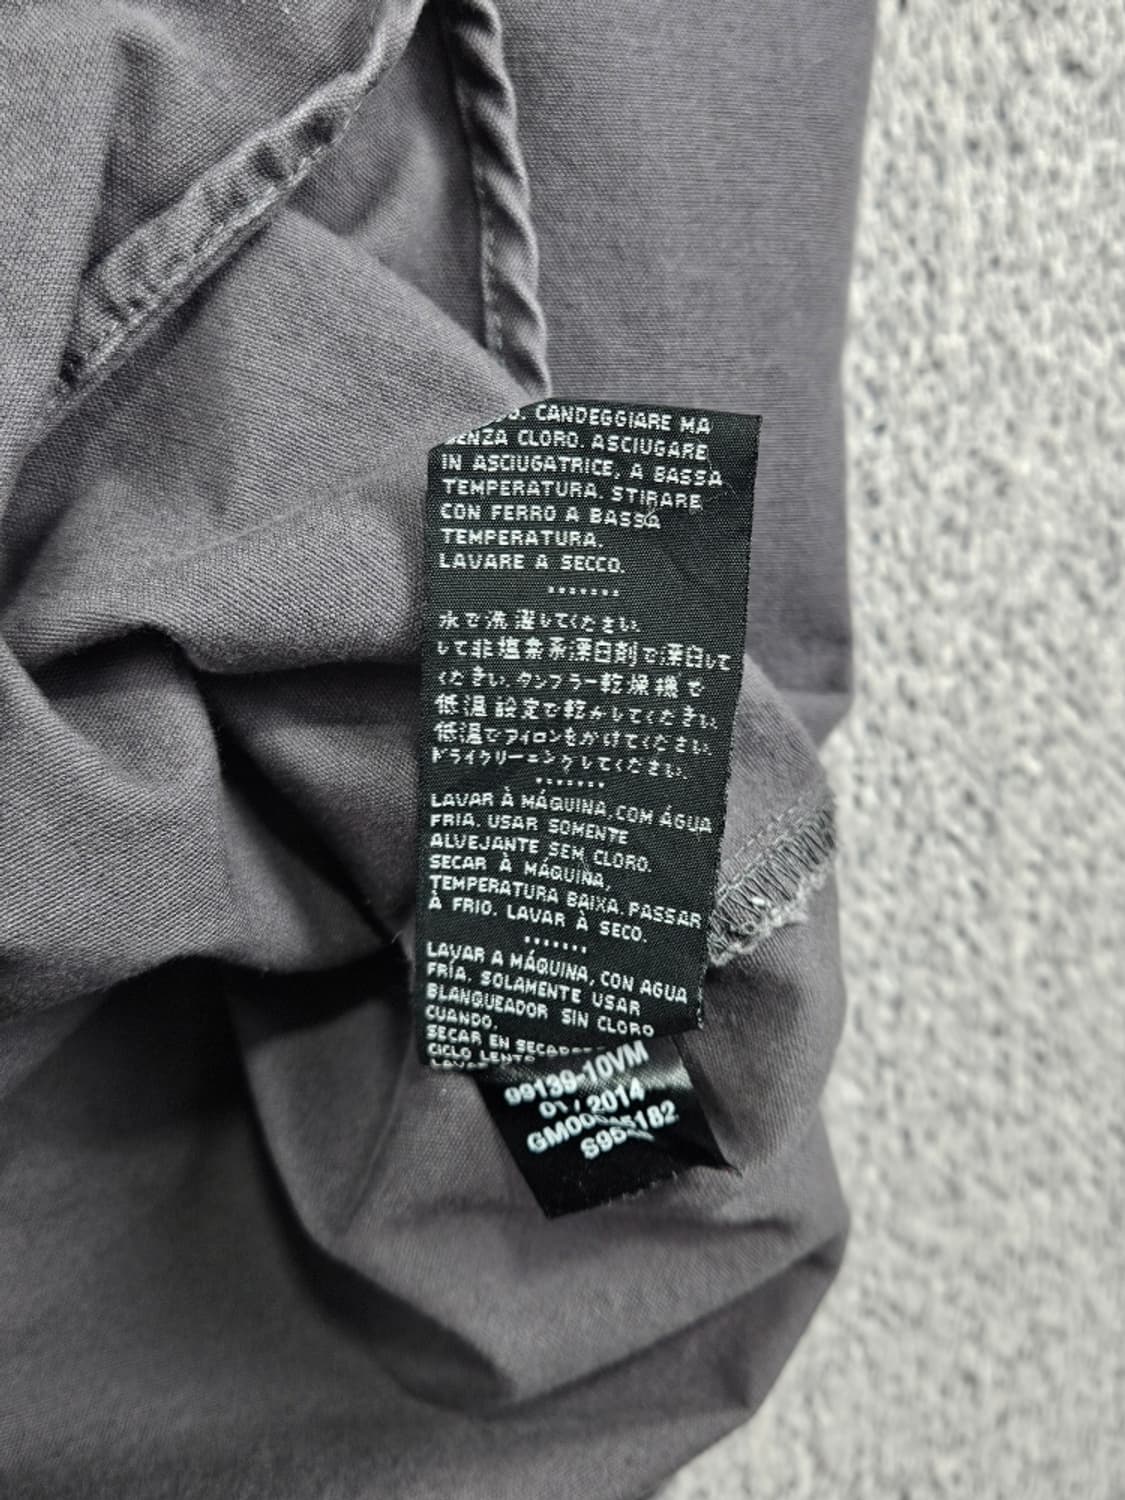 CANDEGGIARE MA
SENZA CLORO. ASCIUGARE
IN ASCIUGATRICE, A BASSA
TEMPERATURA. STIRARE
CON FERRO A BASSA
TEMPERATURA.
LAVARE A SECCO.
水で洗濯してください。
して非塩素系漂白剤で漂白して
ください。タンブラー乾燥機で
低温設定で乾かしてください。
低温でアイロンをかけてください。
ドライクリーニングしてください。
LAVAR À MÁQUINA, COM ÁGUA
FRIA. USAR SOMENTE
ALVEJANTE SEM CLORO.
SECAR À MÁQUINA,
TEMPERATURA BAIXA. PASSAR
À FRIO. LAVAR À SECO.
LAVAR A MÁQUINA, CON AGUA
FRÍA. SOLAMENTE USAR
BLANQUEADOR SIN CLORO
CUANDO.
SECAR EN
CICLO LENTO
99139-10VM
01/2014